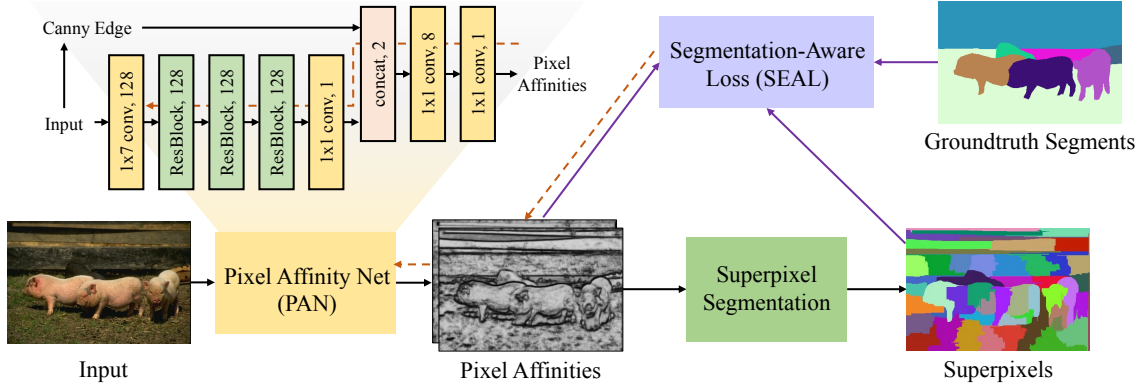 Canny Edge
Input
1x7 conv, 128
ResBlock, 128
ResBlock, 128
ResBlock, 128
1x1 conv, 1
concat, 2
1x1 conv, 8
1x1 conv, 1
Pixel
Affinities
Segmentation-Aware
Loss (SEAL)
Groundtruth Segments
Pixel Affinity Net
(PAN)
Superpixel
Segmentation
Input
Pixel Affinities
Superpixels